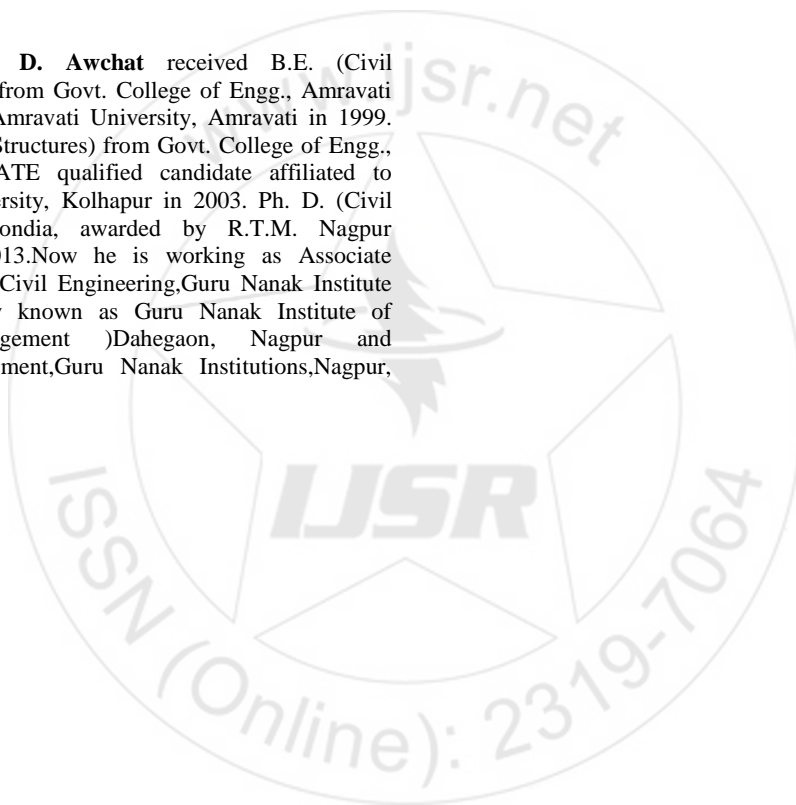 D. Awchat received B.E. (Civil
from Govt. College of Engg., Amravati
Amravati University, Amravati in 1999.
Structures) from Govt. College of Engg.,
ATE qualified candidate affiliated to
ersity, Kolhapur in 2003. Ph. D. (Civil
ondia, awarded by R.T.M. Nagpur
013.Now he is working as Associate
Civil Engineering,Guru Nanak Institute
known as Guru Nanak Institute of
gement )Dahegaon, Nagpur and
ment,Guru Nanak Institutions,Nagpur,
www.ijsr.net
IJSR
ISSN (Online): 2319-7064